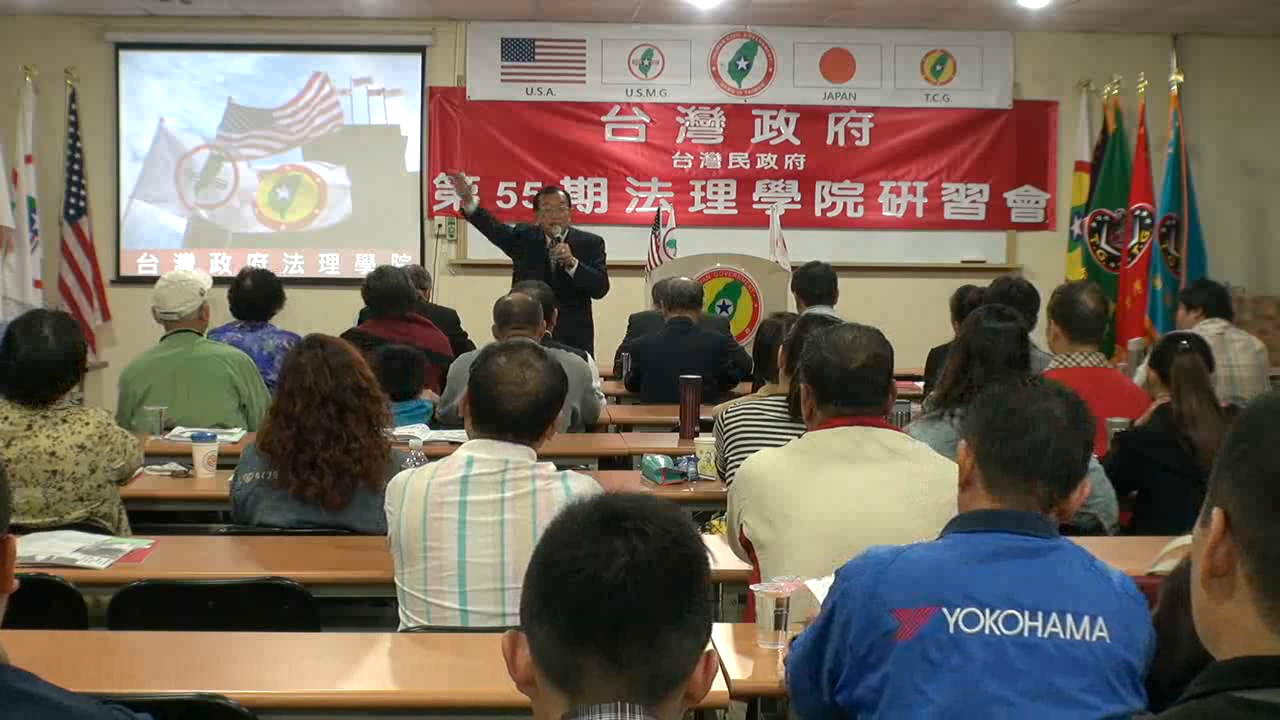 U.S.A.
U.S.M.G.
JAPAN
T.C.G
台灣政府
台灣民政府
第55期法理學院研習會
台灣政府法理學院
YOKOHAMA